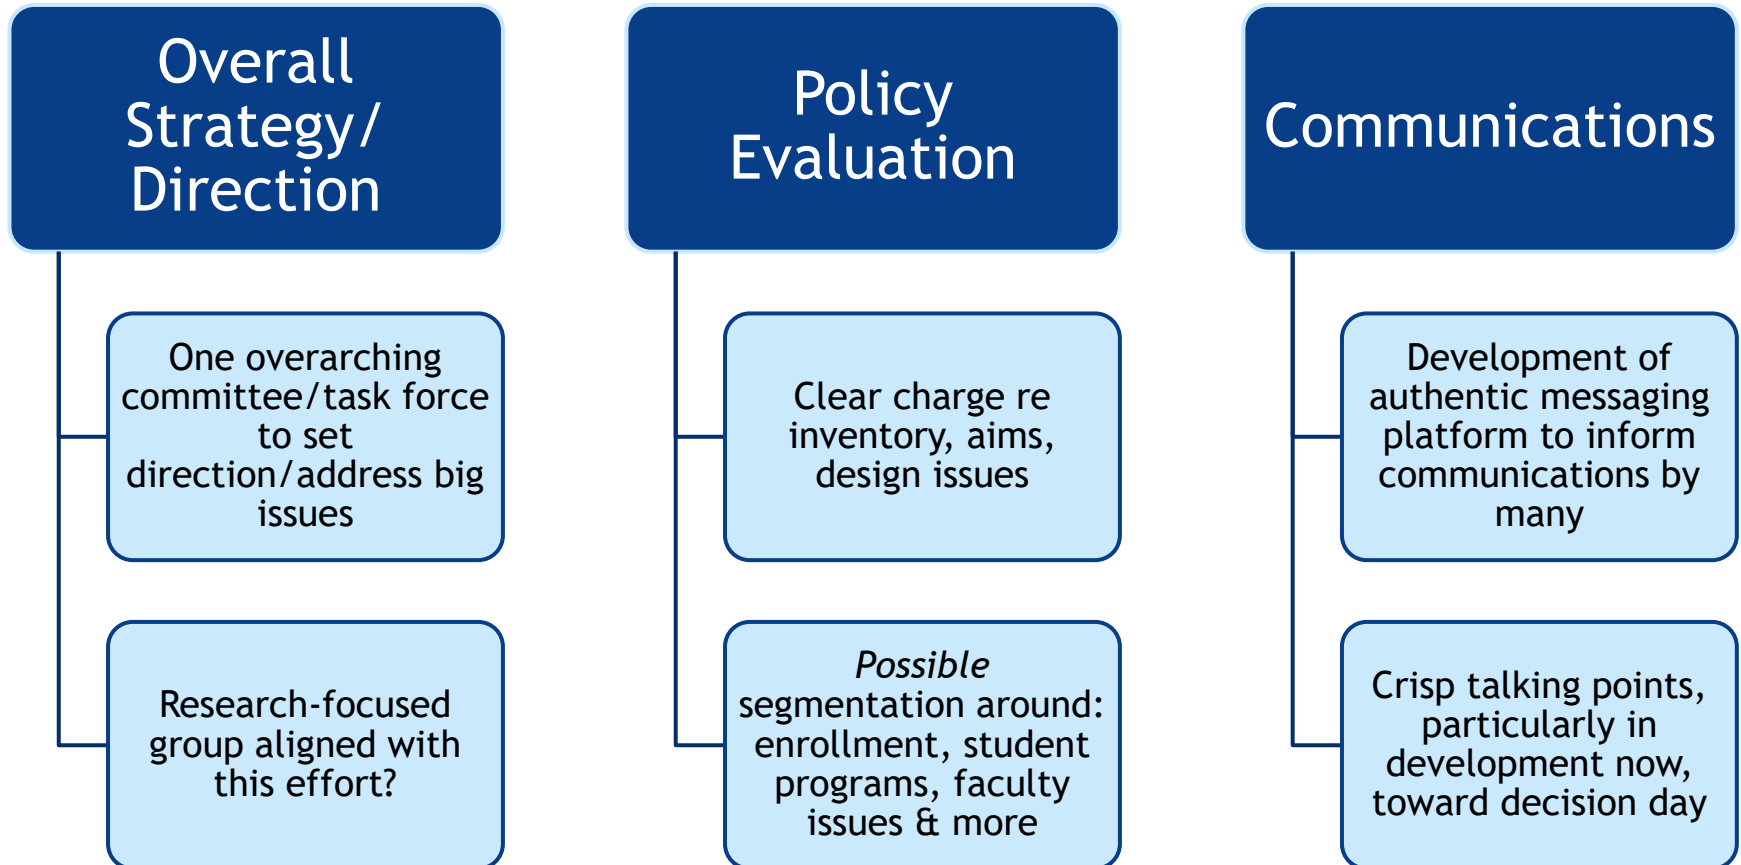 Overall
Strategy/
Direction
One overarching
committee/task force
to set
direction/address big
issues
Research-focused
group aligned with
this effort?
Policy
Evaluation
Clear charge re
inventory, aims,
design issues
Possible
segmentation around:
enrollment, student
programs, faculty
issues & more
Communications
Development of
authentic messaging
platform to inform
communications by
many
Crisp talking points,
particularly in
development now,
toward decision day